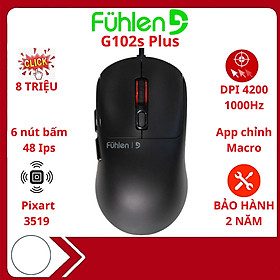 Fühlen
G102s Plus
CLICK
8 TRIỆU
DPI 4200
1000Hz
6 nút bấm
48 Ips
App chỉnh
Macro
Pixart
3519
BẢO HÀNH
2 NĂM
Fühlen